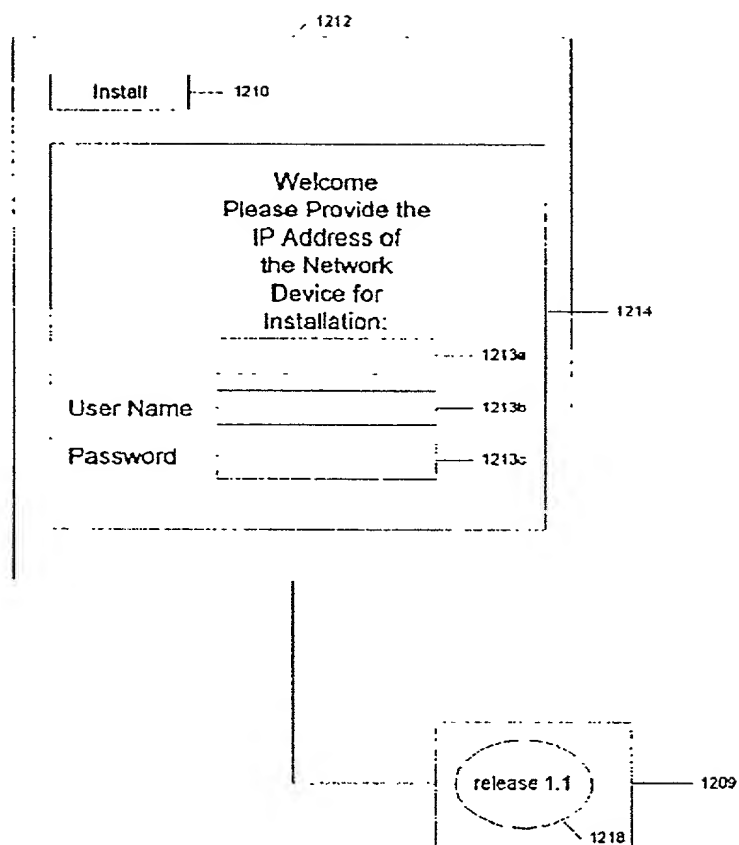 1212
Install
1210
Welcome
Please Provide the
IP Address of
the Network
Device for
Installation:
1214
1213a
User Name
1213b
Password
1213c
release 1.1
1209
1218